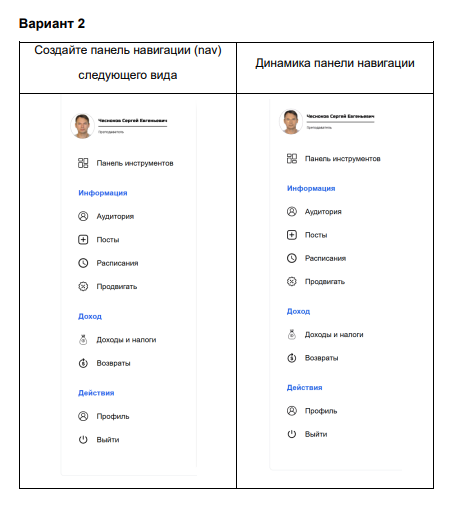 Вариант 2
Создайте панель навигации (nav)
следующего вида
Динамика панели навигации
Чесноков Сергей Евгеньевич
преподаватель
Панель инструментов
Информация
Аудитория
Посты
Расписания
Продвигать
Доход
Доходы и налоги
Возвраты
Действия
Профиль
Выйти
Чесноков Сергей Евгеньевич
преподаватель
Панель инструментов
Информация
Аудитория
Посты
Расписания
Продвигать
Доход
Доходы и налоги
Возвраты
Действия
Профиль
Выйти